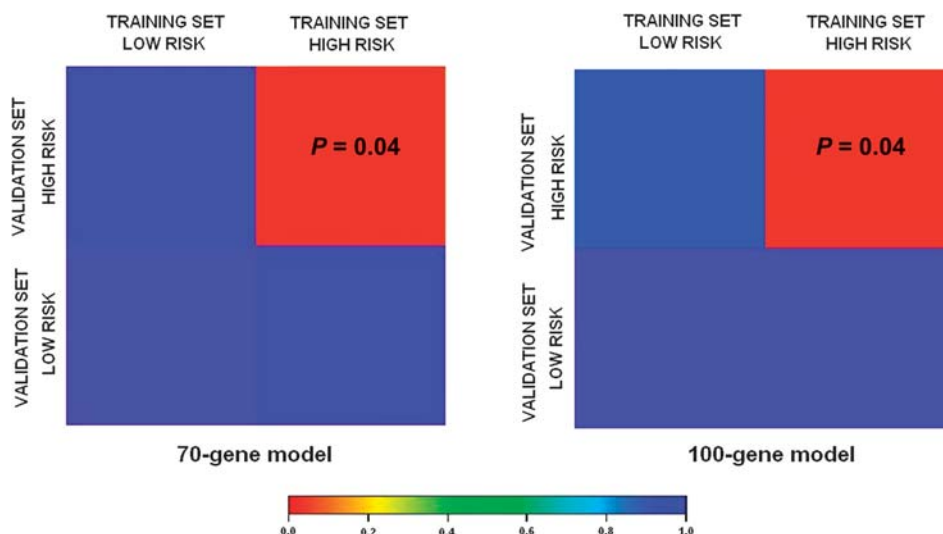 TRAINING SET
LOW RISK
TRAINING SET
HIGH RISK
VALIDATION SET
HIGH RISK
P = 0.04
VALIDATION SET
LOW RISK
70-gene model
TRAINING SET
LOW RISK
TRAINING SET
HIGH RISK
VALIDATION SET
HIGH RISK
P = 0.04
VALIDATION SET
LOW RISK
100-gene model
0.0 0.2 0.4 0.6 0.8 1.0